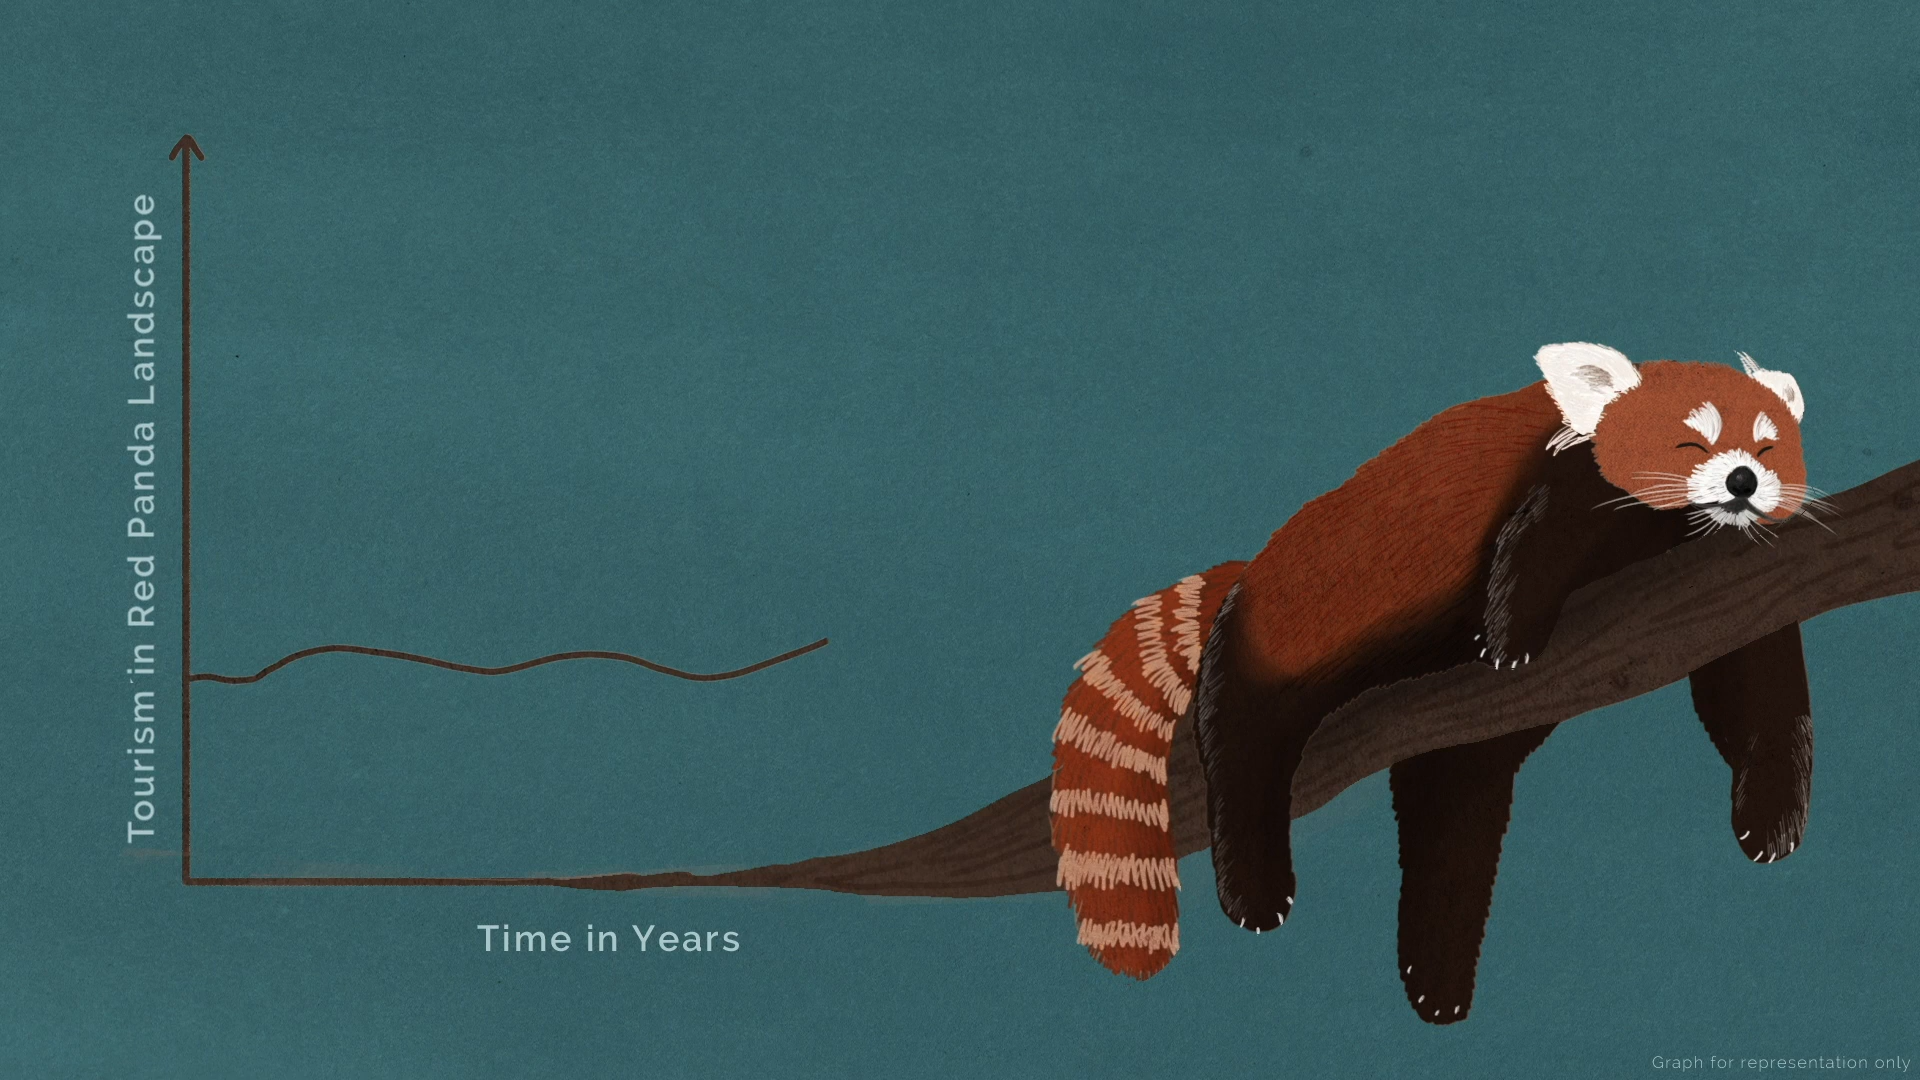 Tourism in Red Panda Landscape
Time in Years
Graph for representation only